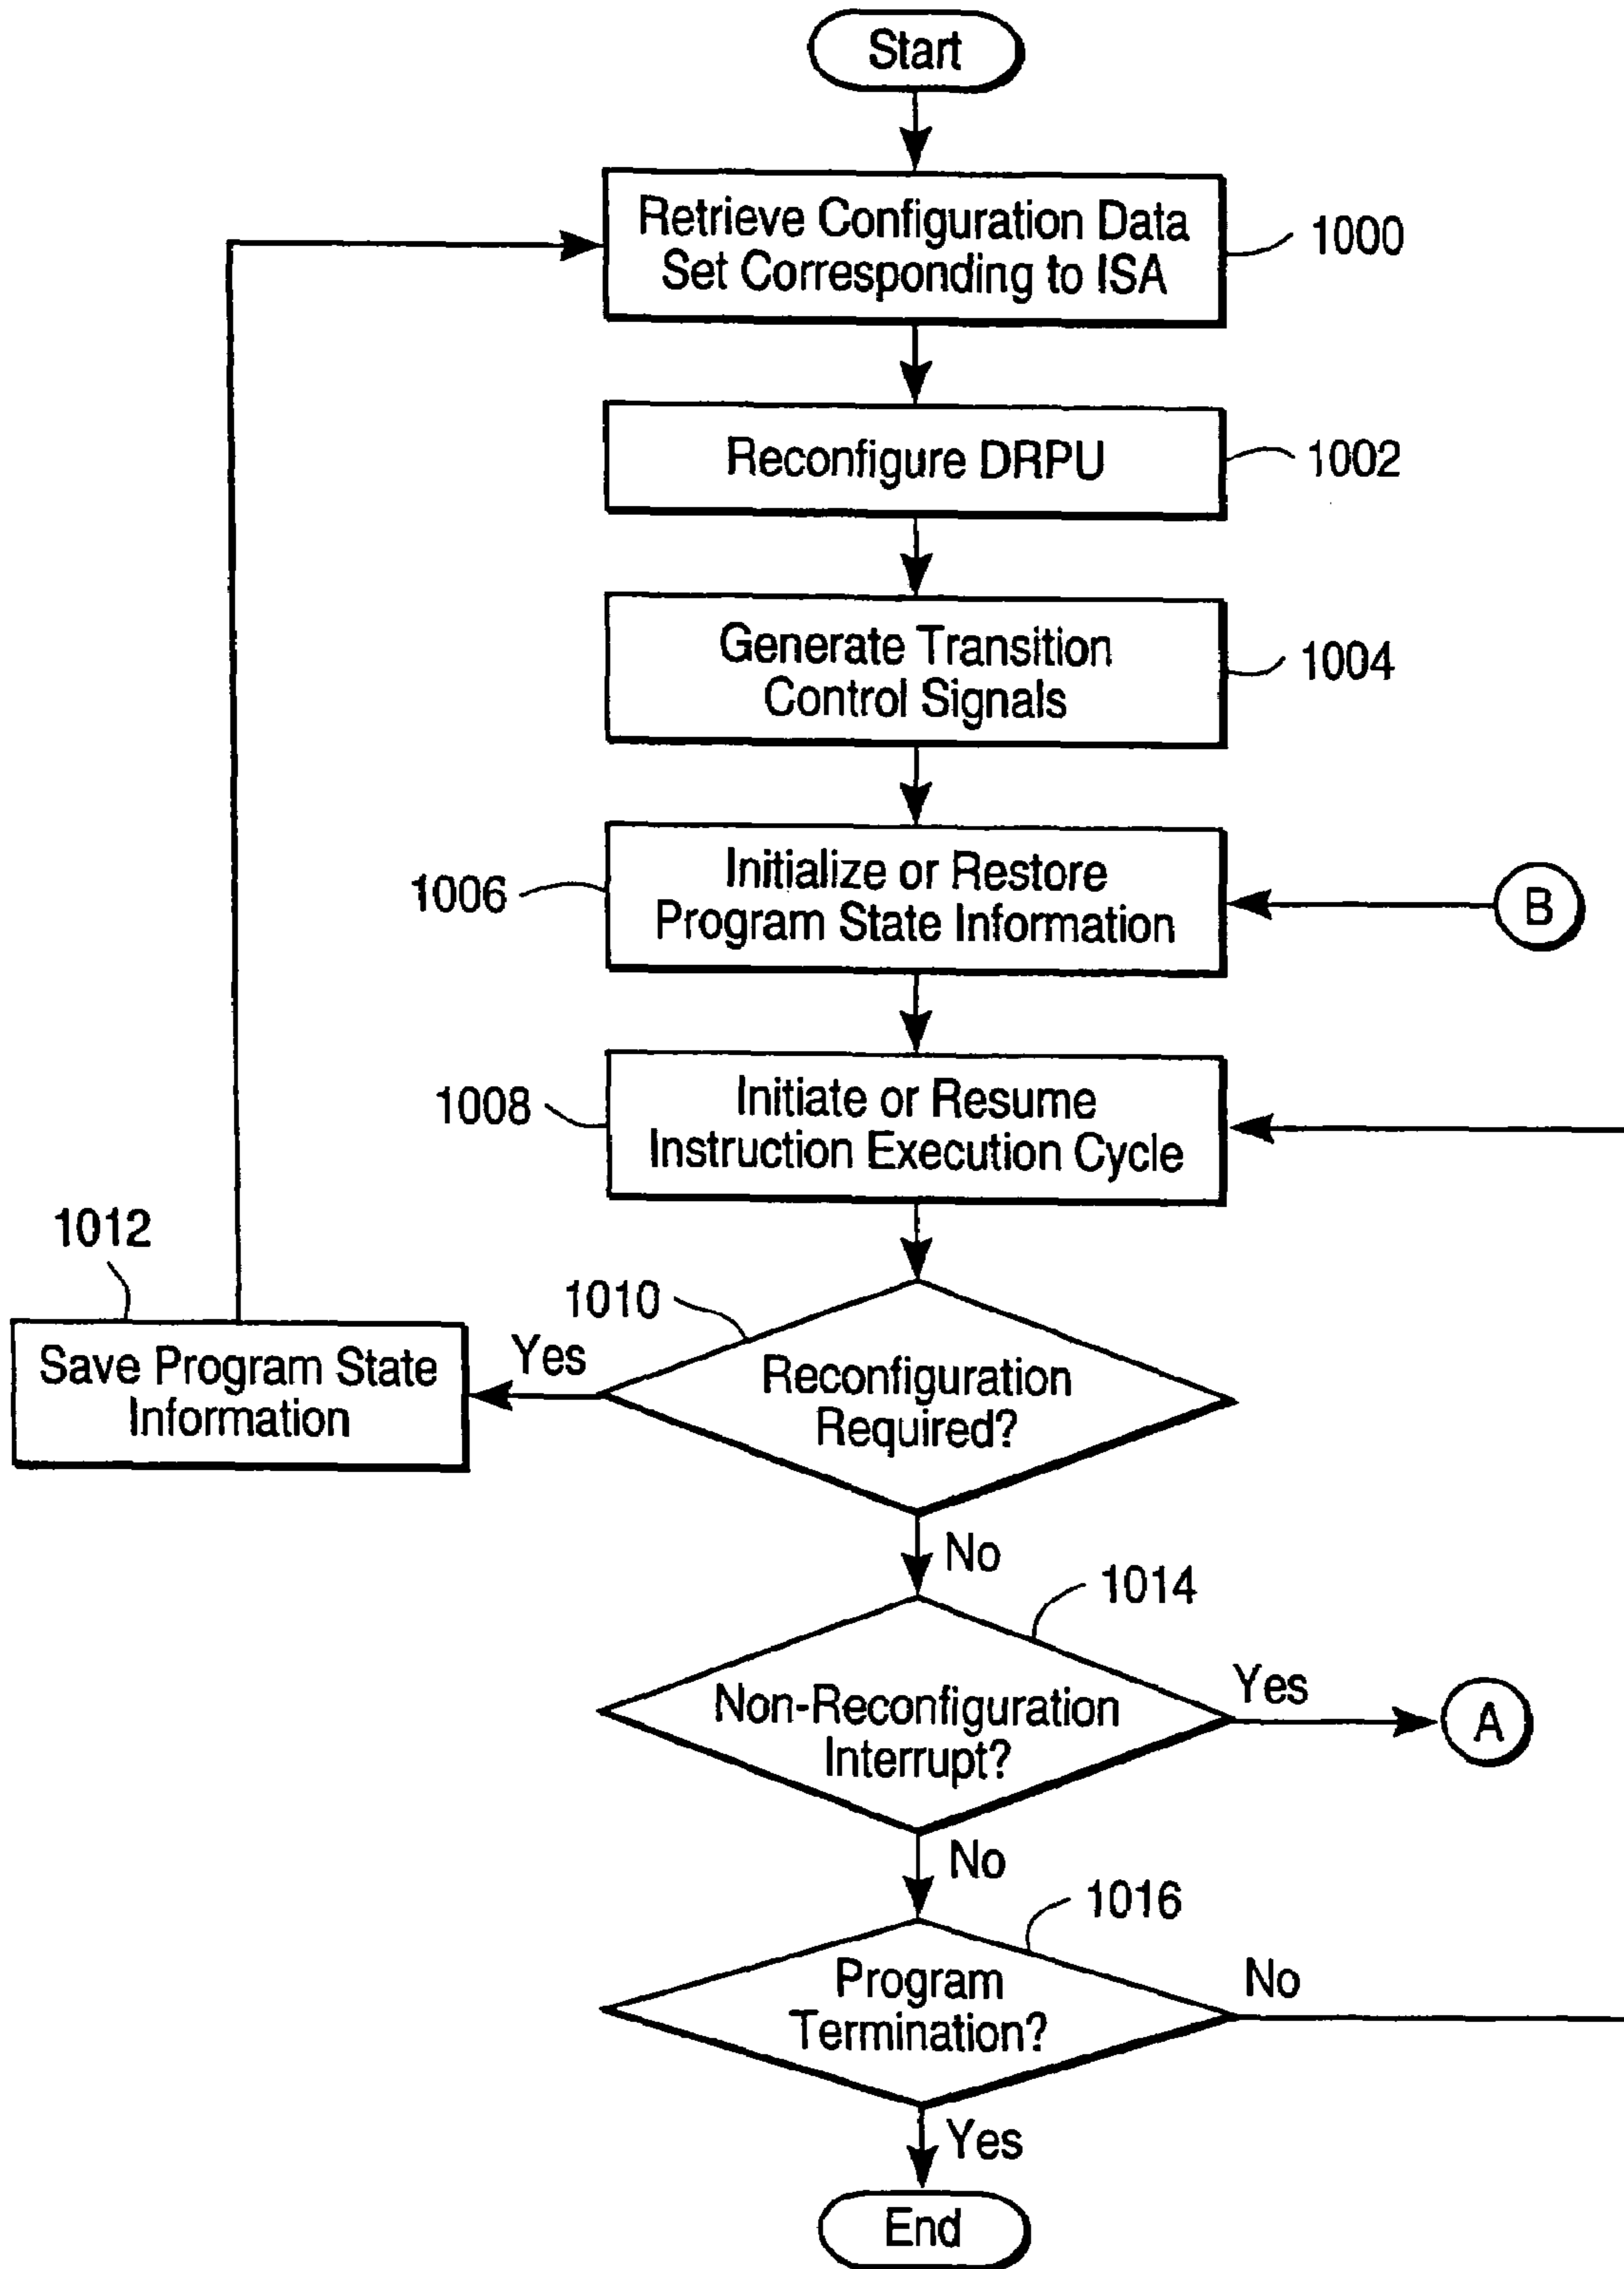 Start
Retrieve Configuration Data
Set Corresponding to ISA
1000
Reconfigure DRPU
1002
Generate Transition
Control Signals
1004
1006
Initialize or Restore
Program State Information
B
1008
Initiate or Resume
Instruction Execution Cycle
1012
Save Program State
Information
Yes
1010
Reconfiguration
Required?
No
1014
Non-Reconfiguration
Interrupt?
Yes
A
No
1016
Program
Termination?
No
Yes
End